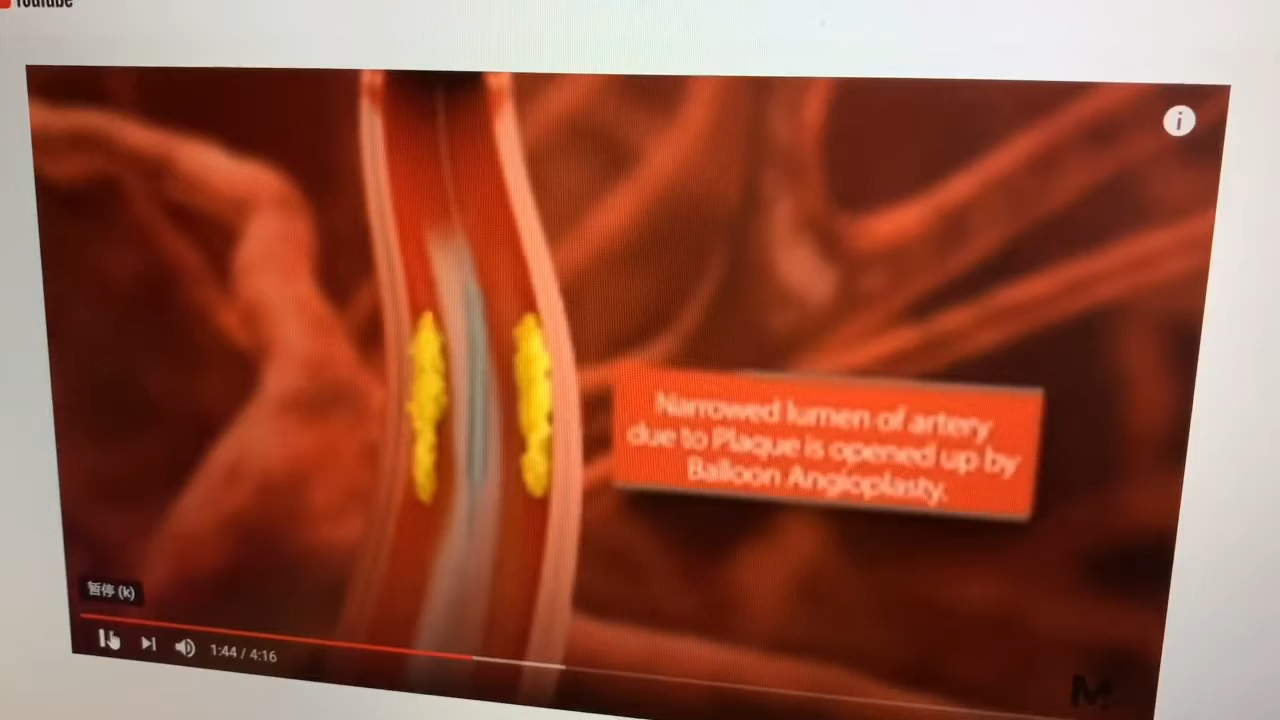 YouTube
Narrowed lumen of artery
due to Plaque is opened up by
Balloon Angioplasty.
暂停 (k)
1:44 / 4:16
M